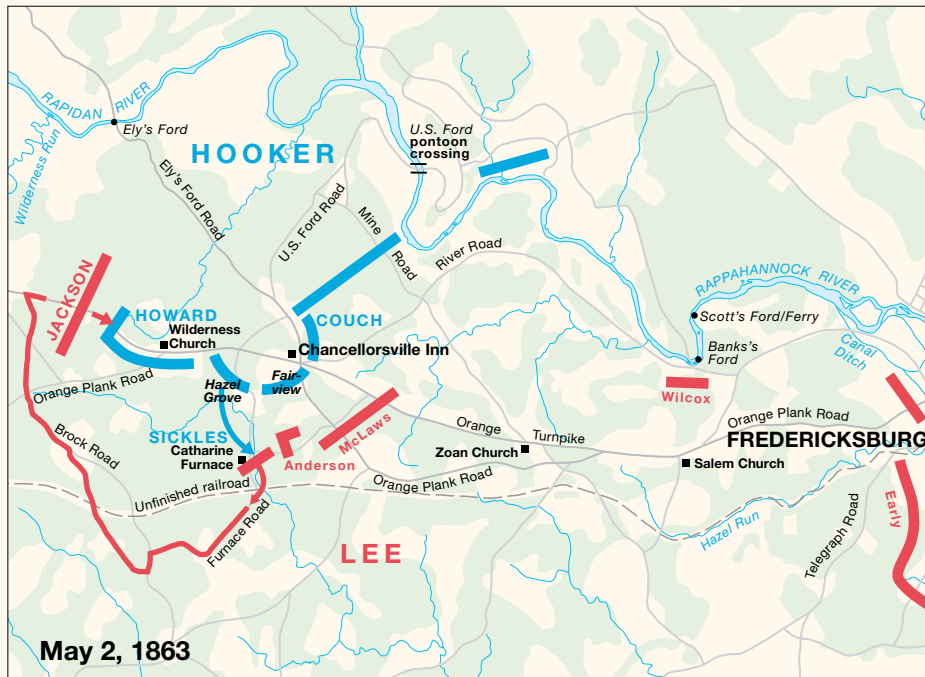 RAPIDAN RIVER
Ely's Ford
Wilderness Run
HOOKER
Ely's Ford Road
U.S. Ford
pontoon
crossing
U.S. Ford Road
Mine
Road
River Road
RAPPAHANNOCK RIVER
Scott's Ford/Ferry
Banks's
Ford
Canal
Ditch
JACKSON
HOWARD
Wilderness
Church
COUCH
Chancellorsville Inn
Orange Plank Road
Hazel
Grove
Fair-
view
Wilcox
McLaws
Orange
Turnpike
Orange Plank Road
FREDERICKSBURG
Brock Road
SICKLES
Catharine
Furnace
Anderson
Zoan Church
Salem Church
Orange Plank Road
Unfinished railroad
Furnace Road
Hazel Run
Early
Telegraph Road
LEE
May 2, 1863